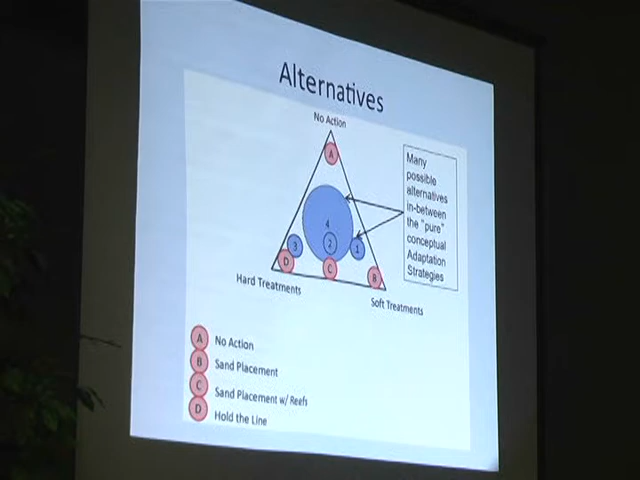 Alternatives
No Action
A
Many
possible
alternatives
in-between
the "pure"
conceptual
Adaptation
Strategies
4
3
2
1
D
C
B
Hard Treatments
Soft Treatments
A No Action
B Sand Placement
C Sand Placement w/ Reefs
D Hold the Line